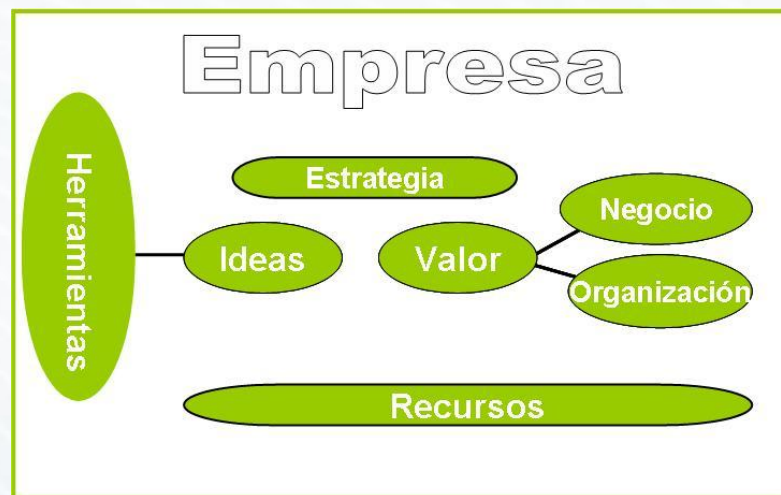 Empresa
Herramientas
Estrategia
Ideas
Valor
Negocio
Organización
Recursos